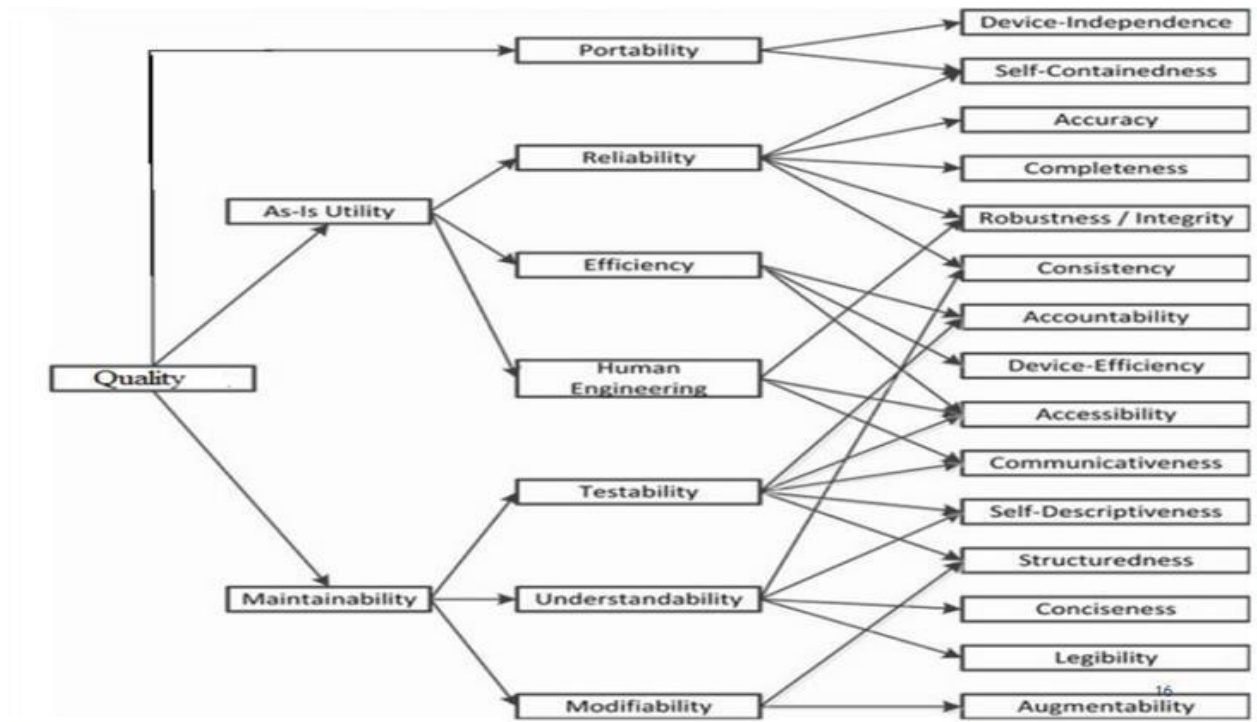 Device-Independence
Portability
Self-Containedness
Accuracy
Reliability
Completeness
As-Is Utility
Robustness / Integrity
Efficiency
Consistency
Accountability
Quality
Human
Engineering
Device-Efficiency
Accessibility
Communicativeness
Testability
Self-Descriptiveness
Structuredness
Maintainability
Understandability
Conciseness
Legibility
16
Modifiability
Augmentability